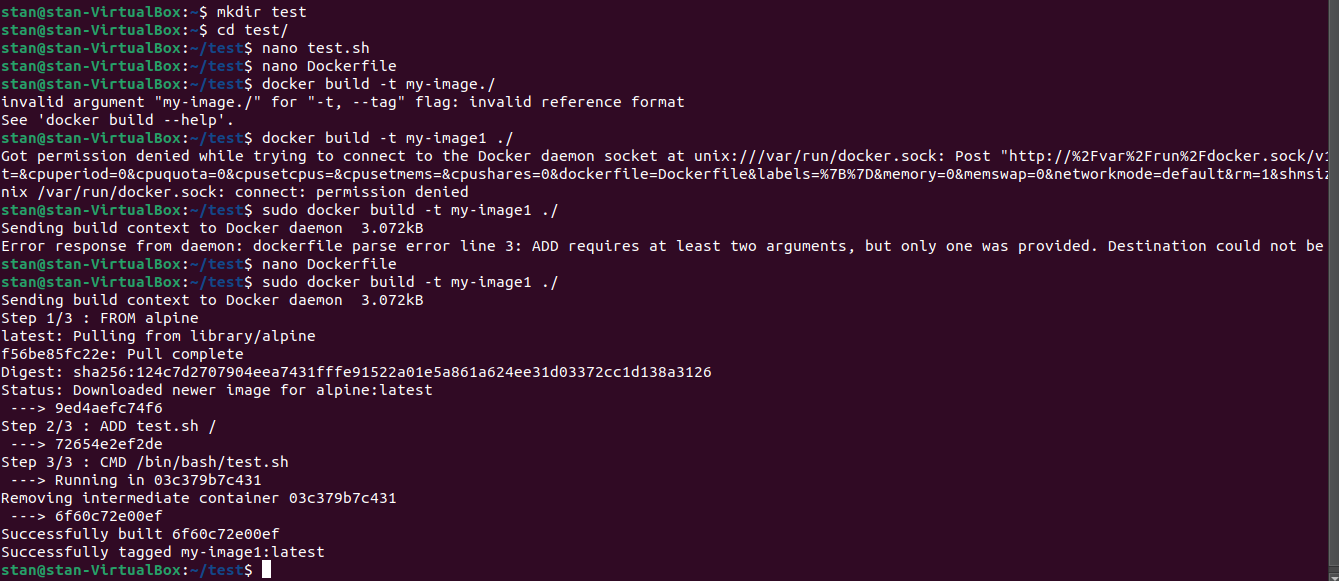 stan@stan-VirtualBox:~$ mkdir test
stan@stan-VirtualBox:~$ cd test/
stan@stan-VirtualBox:~/test$ nano test.sh
stan@stan-VirtualBox:~/test$ nano Dockerfile
stan@stan-VirtualBox:~/test$ docker build -t my-image./
invalid argument "my-image./" for "-t, --tag" flag: invalid reference format
See 'docker build --help'.
stan@stan-VirtualBox:~/test$ docker build -t my-image1 ./
Got permission denied while trying to connect to the Docker daemon socket at unix:///var/run/docker.sock: Post "http://%2Fvar%2Frun%2Fdocker.sock/v1
t=&cpuperiod=0&cpuquota=0&cpusetcpus=&cpusetmems=&cpushares=0&dockerfile=Dockerfile&labels=%7B%7D&memory=0&memswap=0&networkmode=default&rm=1&shmsiz
nix /var/run/docker.sock: connect: permission denied
stan@stan-VirtualBox:~/test$ sudo docker build -t my-image1 ./
Sending build context to Docker daemon  3.072kB
Error response from daemon: dockerfile parse error line 3: ADD requires at least two arguments, but only one was provided. Destination could not be
stan@stan-VirtualBox:~/test$ nano Dockerfile
stan@stan-VirtualBox:~/test$ sudo docker build -t my-image1 ./
Sending build context to Docker daemon  3.072kB
Step 1/3 : FROM alpine
latest: Pulling from library/alpine
f56be85fc22e: Pull complete
Digest: sha256:124c7d2707904eea7431fffe91522a01e5a861a624ee31d03372cc1d138a3126
Status: Downloaded newer image for alpine:latest
 ---> 9ed4aefc74f6
Step 2/3 : ADD test.sh /
 ---> 72654e2ef2de
Step 3/3 : CMD /bin/bash/test.sh
 ---> Running in 03c379b7c431
Removing intermediate container 03c379b7c431
 ---> 6f60c72e00ef
Successfully built 6f60c72e00ef
Successfully tagged my-image1:latest
stan@stan-VirtualBox:~/test$